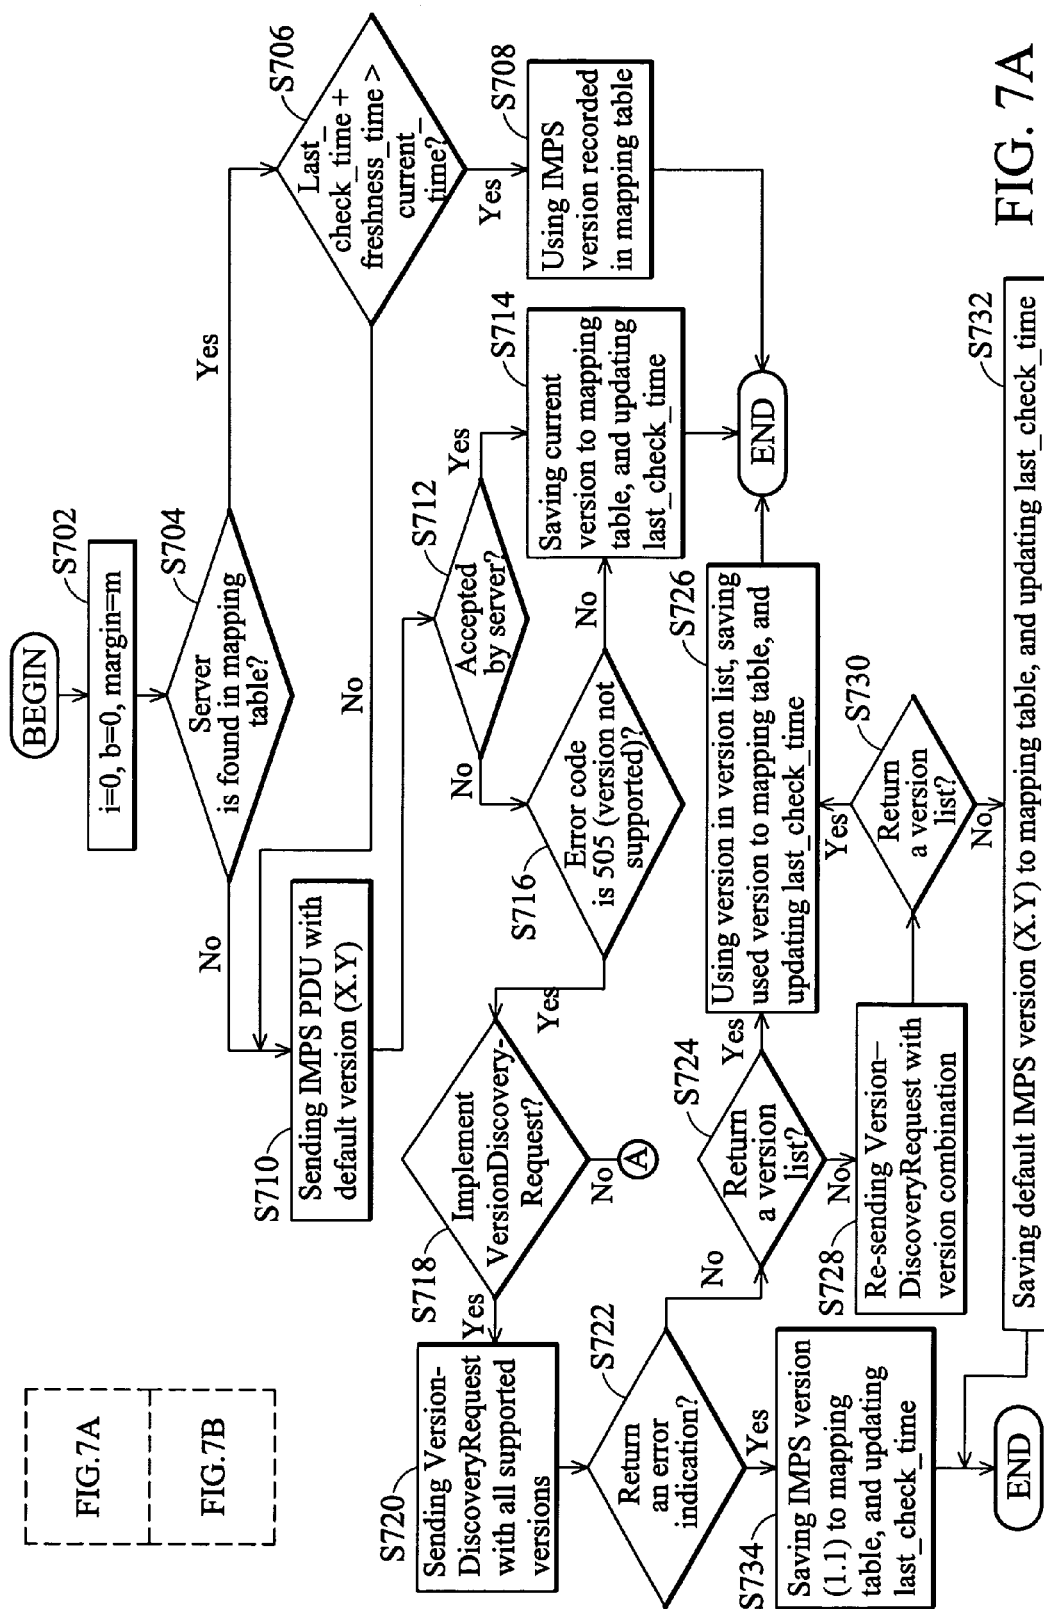 BEGIN
S702
i=0, b=0, margin=m
S704
Server
is found in mapping
table?
Yes
No
S706
Last_
check_time +
freshness_time >
current_
time?
Yes
No
S708
Using IMPS
version recorded
in mapping table
S710
Sending IMPS PDU with
default version (X.Y)
S712
Accepted
by server?
Yes
No
S714
Saving current
version to mapping
table, and updating
last_check_time
END
S716
Error code
is 505 (version not
supported)?
No
Yes
S718
Implement
VersionDiscovery-
Request?
No
A
Yes
S720
Sending Version-
DiscoveryRequest
with all supported
versions
S722
Return
an error
indication?
No
Yes
S724
Return
a version
list?
Yes
No
S726
Using version in version list, saving
used version to mapping table, and
updating last_check_time
S728
Re-sending Version–
DiscoveryRequest with
version combination
S730
Return
a version
list?
Yes
No
S732
Saving default IMPS version (X.Y) to mapping table, and updating last_check_time
S734
Saving IMPS version
(1.1) to mapping
table, and updating
last_check_time
END
FIG.7A
FIG.7B
FIG. 7A